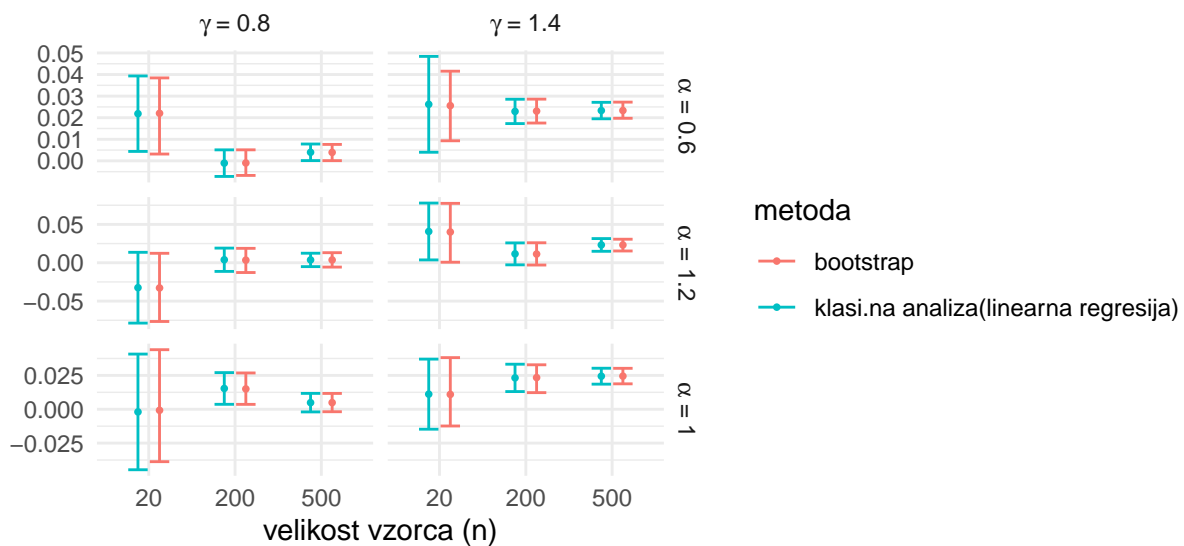 γ = 0.8
γ = 1.4
0.05
0.04
0.03
0.02
0.01
0.00
α = 0.6
0.05
0.00
−0.05
α = 1.2
0.025
0.000
−0.025
α = 1
20 200 500
20 200 500
velikost vzorca (n)
metoda
bootstrap
klasi.na analiza(linearna regresija)